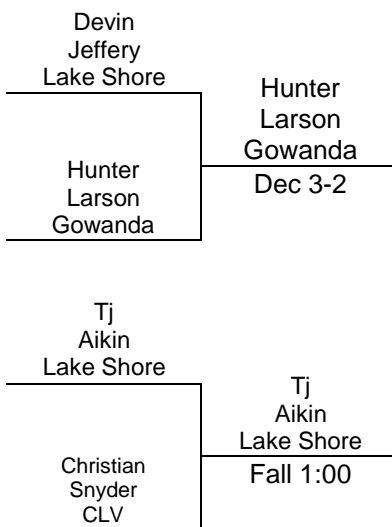 Devin
Jeffery
Lake Shore
Hunter
Larson
Gowanda
Hunter
Larson
Gowanda
Dec 3-2
Tj
Aikin
Lake Shore
Christian
Snyder
CLV
Tj
Aikin
Lake Shore
Fall 1:00